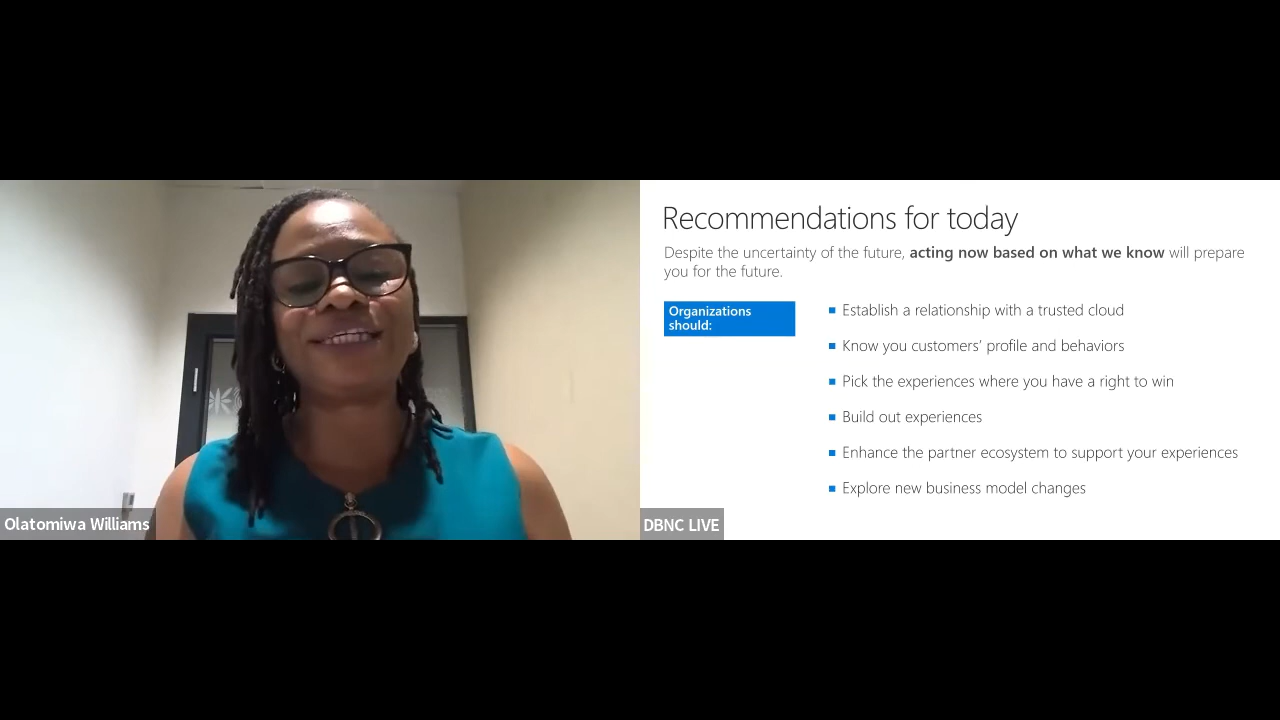 Recommendations for today
Despite the uncertainty of the future, acting now based on what we know will prepare
you for the future.
Organizations
should:
Establish a relationship with a trusted cloud
Know you customers' profile and behaviors
Pick the experiences where you have a right to win
Build out experiences
Enhance the partner ecosystem to support your experiences
Explore new business model changes
Olatomiwa Williams
DBNC LIVE